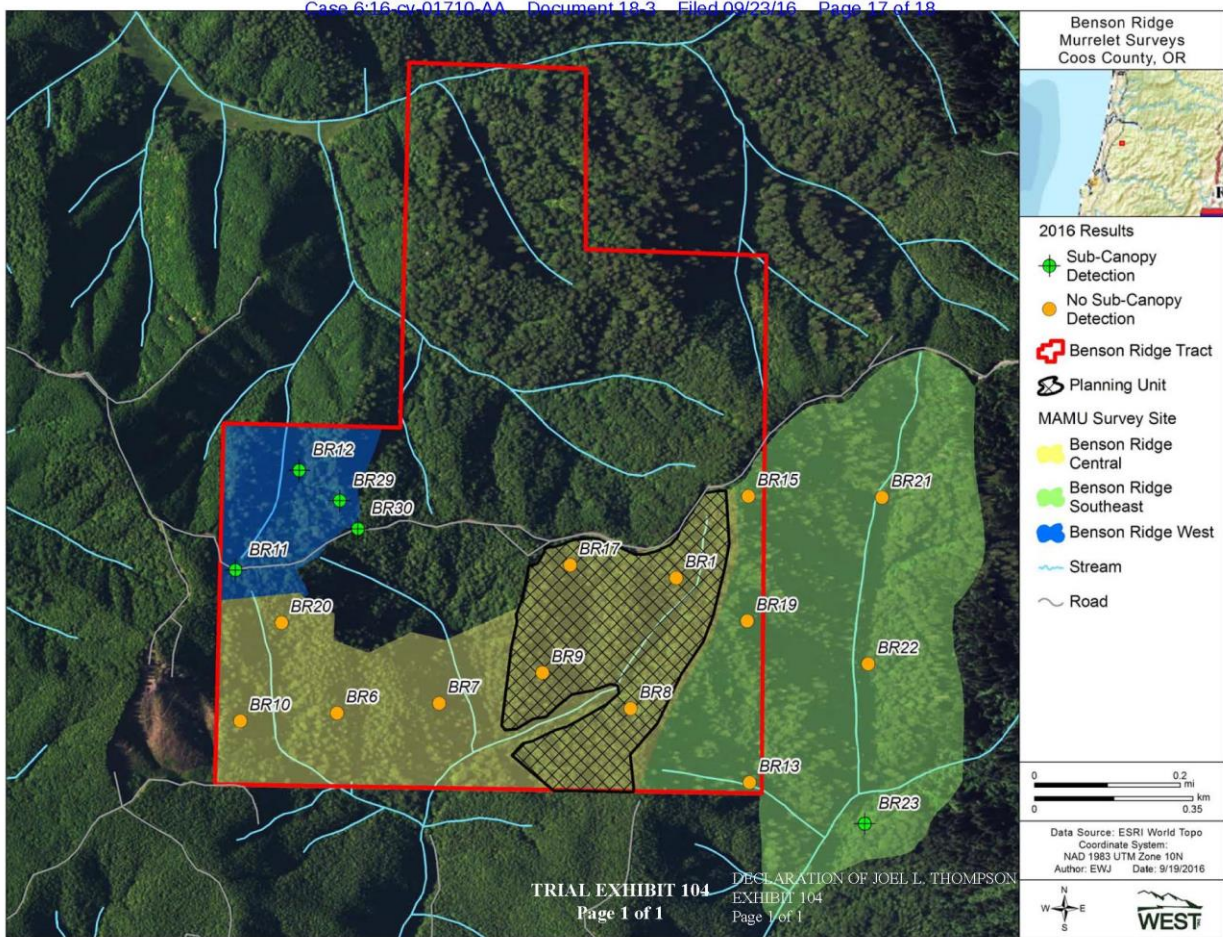 Case 6:16-cv-01710-AA Document 18-3 Filed 09/23/16 Page 17 of 18
Benson Ridge
Murrelet Surveys
Coos County, OR
2016 Results
Sub-Canopy
Detection
No Sub-Canopy
Detection
Benson Ridge Tract
Planning Unit
MAMU Survey Site
Benson Ridge
Central
Benson Ridge
Southeast
Benson Ridge West
Stream
Road
BR12
BR29
BR30
BR11
BR20
BR10
BR6
BR7
BR17
BR1
BR9
BR8
BR15
BR21
BR19
BR22
BR13
BR23
0 0.2
mi
km
0 0.35
Data Source: ESRI World Topo
Coordinate System:
NAD 1983 UTM Zone 10N
Author: EWJ Date: 9/19/2016
N
W E
S
WEST
TRIAL EXHIBIT 104
Page 1 of 1
DECLARATION OF JOEL L. THOMPSON
EXHIBIT 104
Page 1 of 1